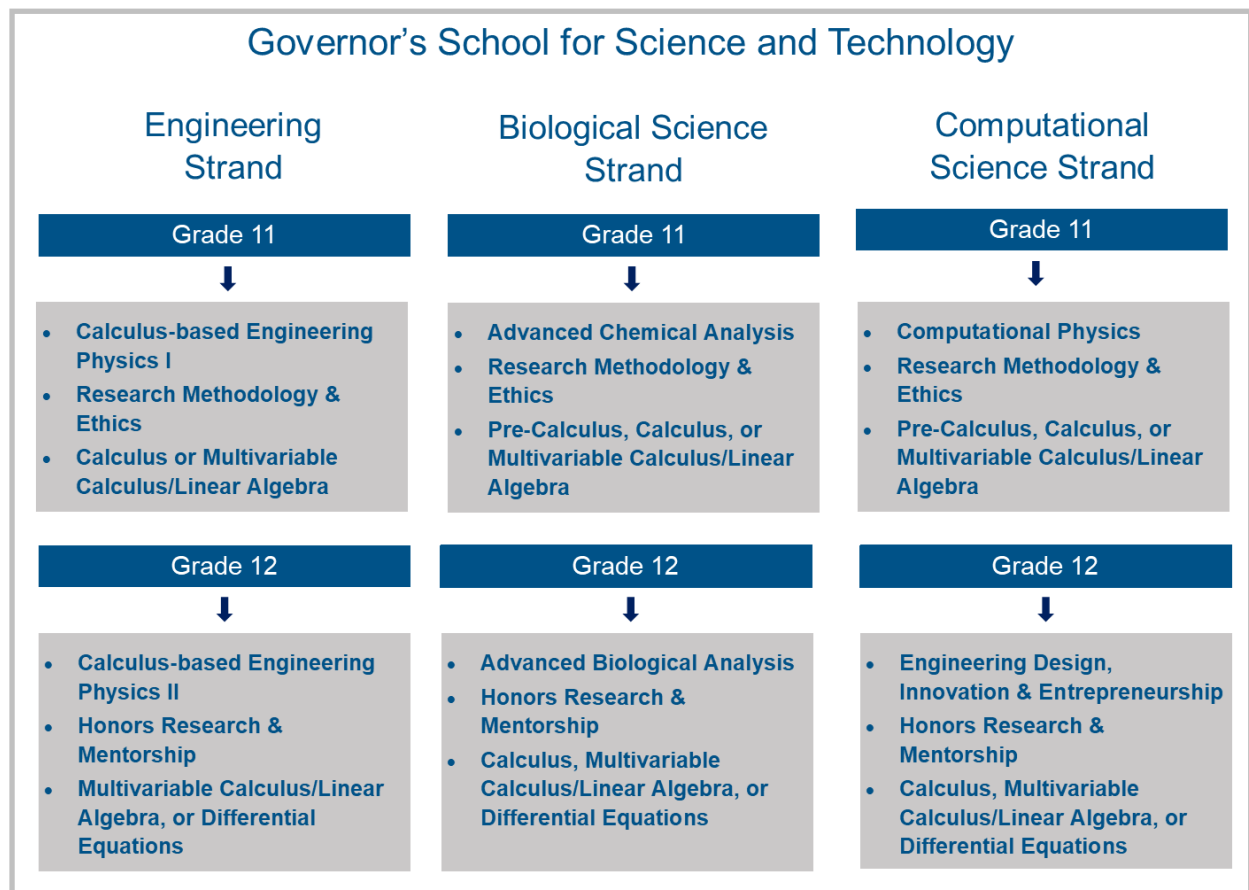 Governor's School for Science and Technology
Engineering
Strand
Grade 11
• Calculus-based Engineering
Physics I
• Research Methodology &
Ethics
• Calculus or Multivariable
Calculus/Linear Algebra
Grade 12
• Calculus-based Engineering
Physics II
• Honors Research &
Mentorship
• Multivariable Calculus/Linear
Algebra, or Differential
Equations
Biological Science
Strand
Grade 11
• Advanced Chemical Analysis
• Research Methodology &
Ethics
• Pre-Calculus, Calculus, or
Multivariable Calculus/Linear
Algebra
Grade 12
• Advanced Biological Analysis
• Honors Research &
Mentorship
• Calculus, Multivariable
Calculus/Linear Algebra, or
Differential Equations
Computational
Science Strand
Grade 11
• Computational Physics
• Research Methodology &
Ethics
• Pre-Calculus, Calculus, or
Multivariable Calculus/Linear
Algebra
Grade 12
• Engineering Design,
Innovation & Entrepreneurship
• Honors Research &
Mentorship
• Calculus, Multivariable
Calculus/Linear Algebra, or
Differential Equations